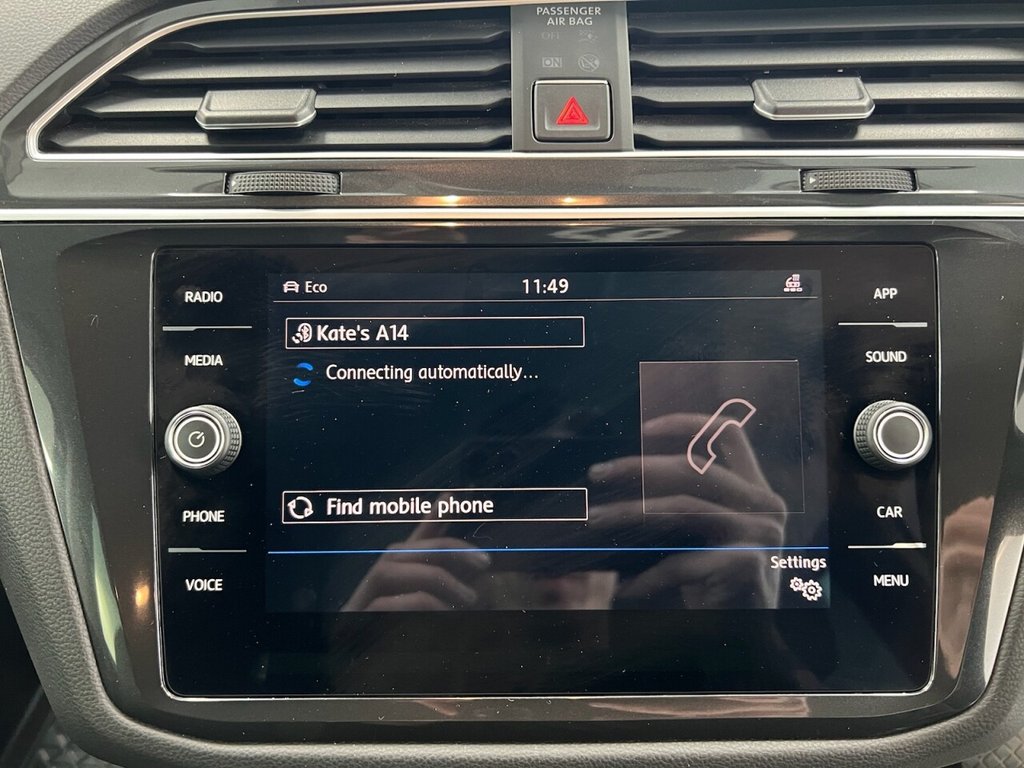 PASSENGER
AIR BAG
OFF
ON
RADIO
MEDIA
PHONE
VOICE
Eco
11:49
Kate's A14
Connecting automatically...
Find mobile phone
Settings
APP
SOUND
CAR
MENU